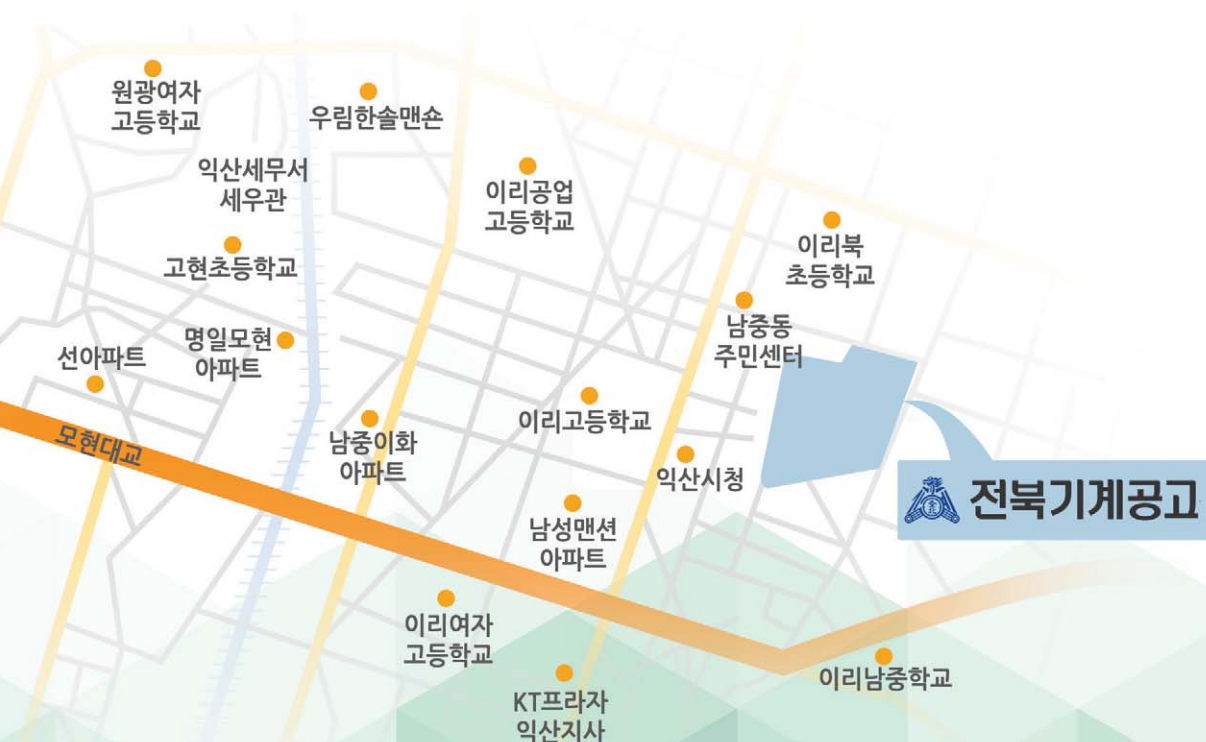 원광여자
고등학교
우림한솔맨숀
익산세무서
세우관
이리공업
고등학교
이리북
초등학교
고현초등학교
남중동
주민센터
명일모현
아파트
선아파트
이리고등학교
남중이화
아파트
모현대교
익산시청
전북기계공고
남성맨션
아파트
이리여자
고등학교
이리남중학교
KT프라자
익산지사